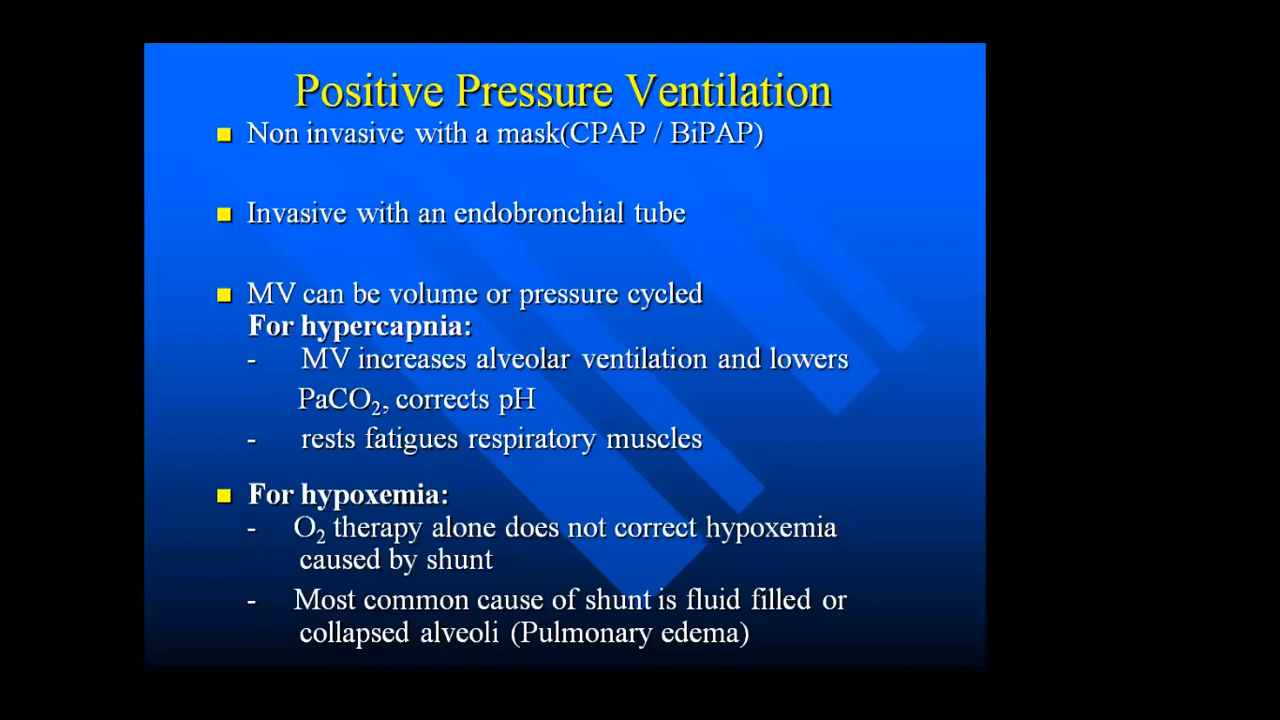 Positive Pressure Ventilation
■ Non invasive with a mask(CPAP / BiPAP)
■ Invasive with an endobronchial tube
■ MV can be volume or pressure cycled
For hypercapnia:
- MV increases alveolar ventilation and lowers
PaCO₂, corrects pH
- rests fatigues respiratory muscles
■ For hypoxemia:
- O₂ therapy alone does not correct hypoxemia
caused by shunt
- Most common cause of shunt is fluid filled or
collapsed alveoli (Pulmonary edema)